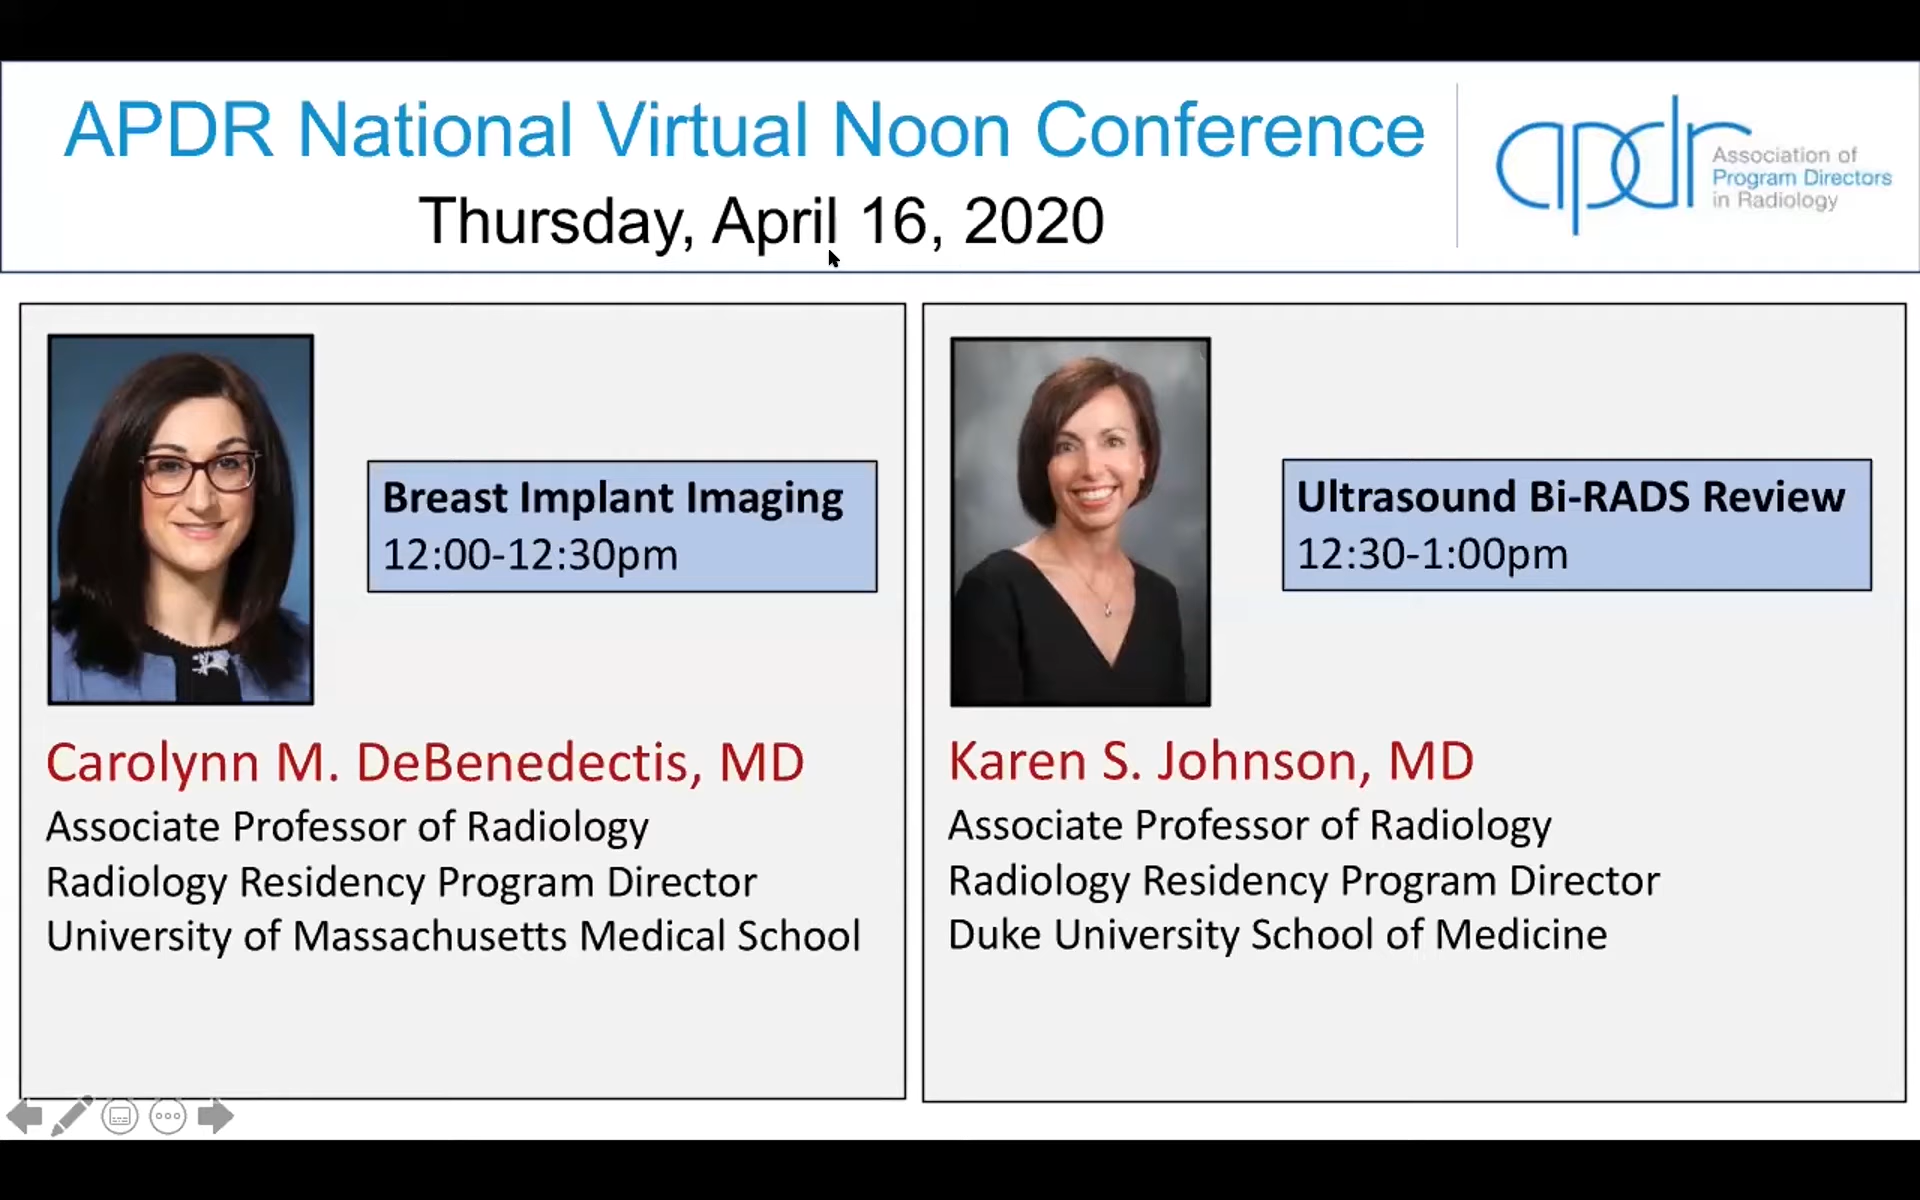 APDR National Virtual Noon Conference
Thursday, April 16, 2020
apdr
Association of
Program Directors
in Radiology
Breast Implant Imaging
12:00-12:30pm
Carolynn M. DeBenedectis, MD
Associate Professor of Radiology
Radiology Residency Program Director
University of Massachusetts Medical School
Ultrasound Bi-RADS Review
12:30-1:00pm
Karen S. Johnson, MD
Associate Professor of Radiology
Radiology Residency Program Director
Duke University School of Medicine